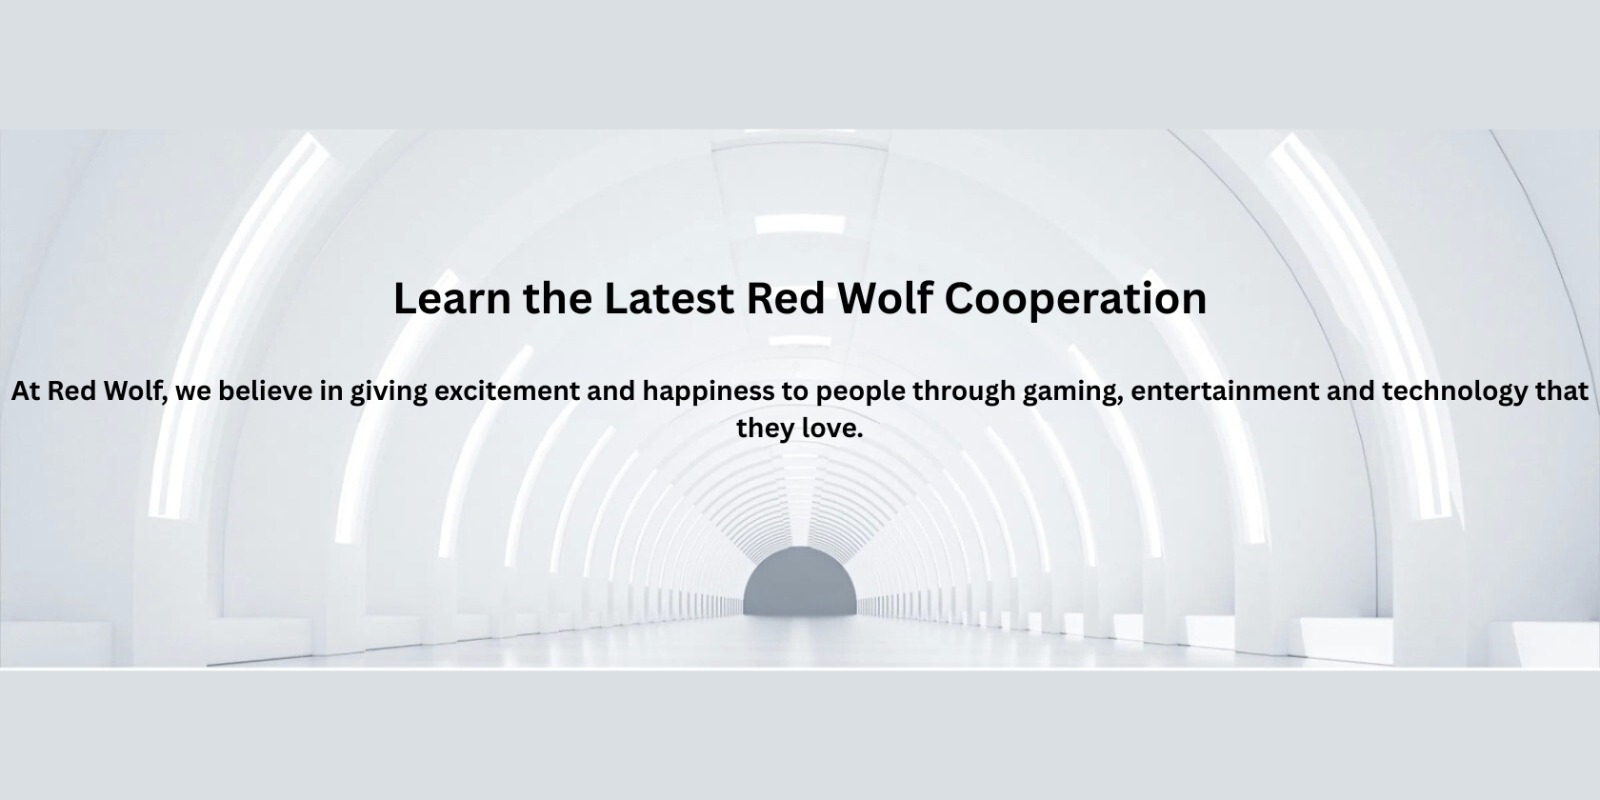 Learn the Latest Red Wolf Cooperation
At Red Wolf, we believe in giving excitement and happiness to people through gaming, entertainment and technology that
they love.